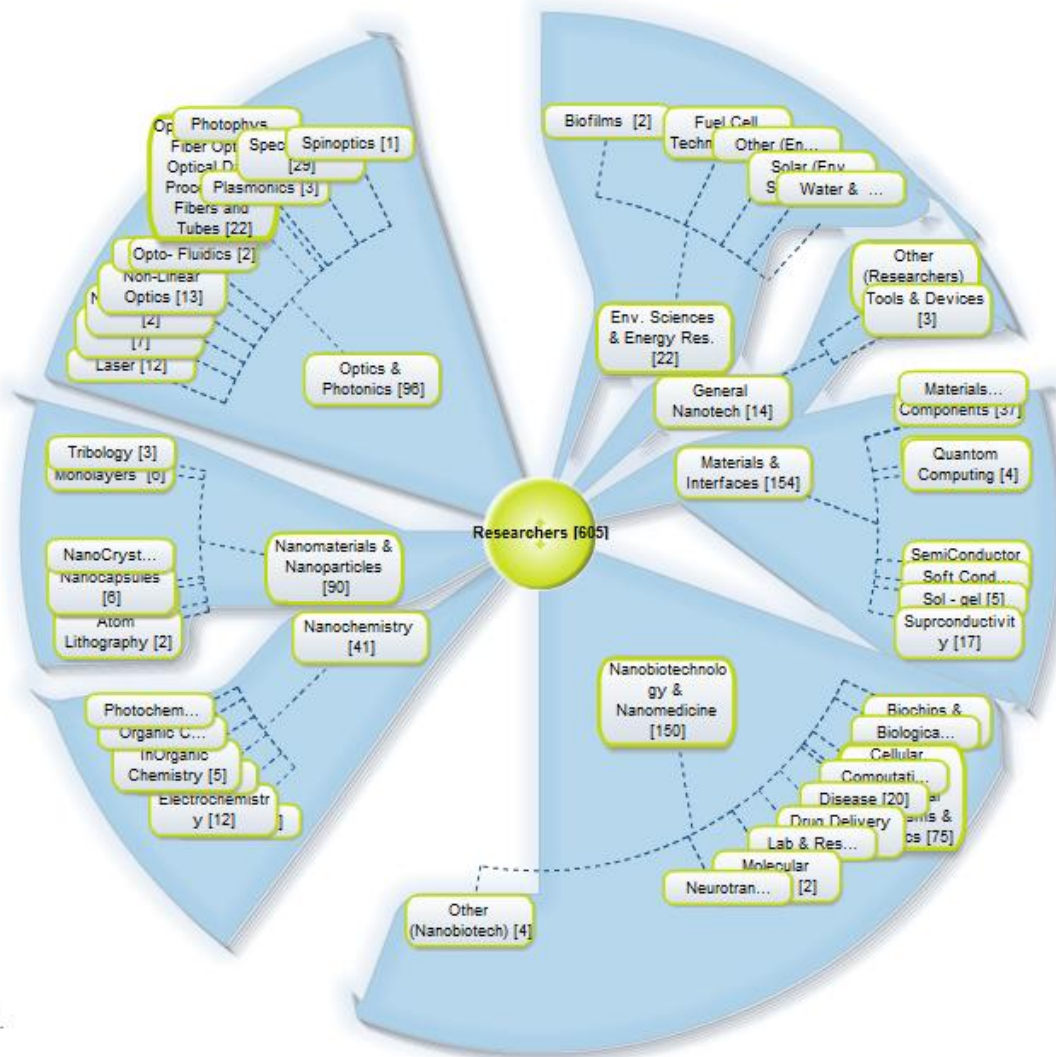 Photophys
Spinoptics [1]
Fiber Opti
Spec
[29]
Optical D
Proc
Plasmonics [3]
Fibers and
Tubes [22]
Opto- Fluidics [2]
Non-Linear
Optics [13]
[2]
[7]
Laser [12]
Optics &
Photonics [96]
Biofilms [2]
Fuel Cell
Techn
Other (En...
Solar (Env
Water & ...
Env. Sciences
& Energy Res.
[22]
Other
(Researchers)
Tools & Devices
[3]
General
Nanotech [14]
Materials...
Components [37]
Quantom
Computing [4]
Materials &
Interfaces [154]
SemiConductor
Soft Cond...
Sol - gel [5]
Suprconductivit
y [17]
Researchers [605]
Tribology [3]
Monolayers [6]
NanoCryst...
Nanocapsules
[6]
Atom
Lithography [2]
Nanomaterials &
Nanoparticles
[90]
Nanochemistry
[41]
Photochem...
Organic C...
InOrganic
Chemistry [5]
Electrochemistr
y [12]
Nanobiotechnolo
gy &
Nanomedicine
[150]
Biochips &
Biologica...
Cellular
Computati...
Disease [20]
cs [75]
Drug Delivery
Lab & Res...
Molecular
[2]
Neurotran...
Other
(Nanobiotech) [4]